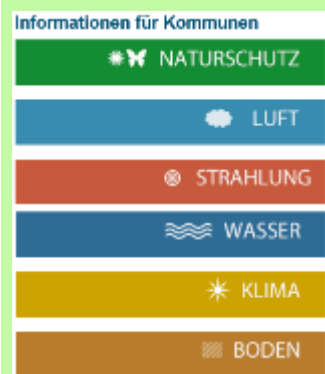 Informationen für Kommunen
NATURSCHUTZ
LUFT
STRAHLUNG
WASSER
KLIMA
BODEN